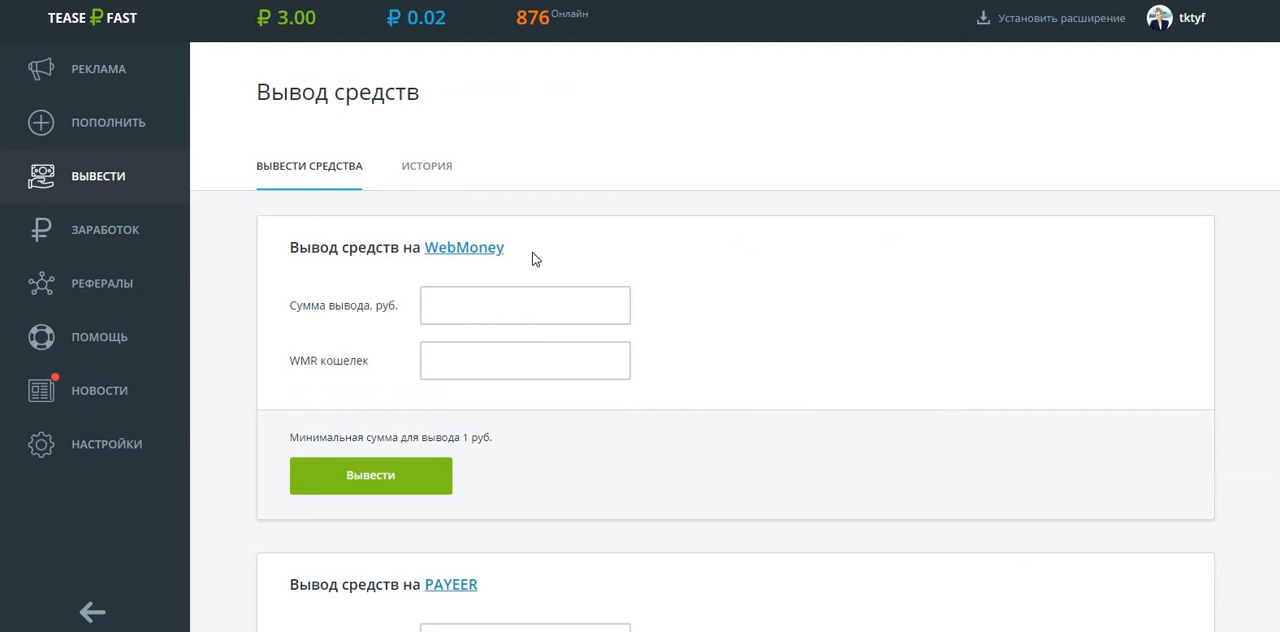 TEASE ₽ FAST
₽ 3.00
₽ 0.02
876 Онлайн
Установить расширение
tktyf
РЕКЛАМА
ПОПОЛНИТЬ
ВЫВЕСТИ
ЗАРАБОТОК
РЕФЕРАЛЫ
ПОМОЩЬ
НОВОСТИ
НАСТРОЙКИ
Вывод средств
ВЫВЕСТИ СРЕДСТВА
ИСТОРИЯ
Вывод средств на WebMoney
Сумма вывода, руб.
WMR кошелек
Минимальная сумма для вывода 1 руб.
Вывести
Вывод средств на PAYEER